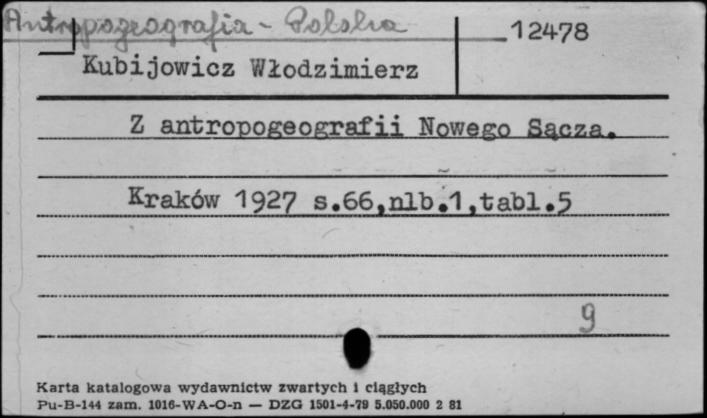 Antropogeografia - Polska
12478
Kubijowicz Włodzimierz
Z antropogeografii Nowego Sącza.
Kraków 1927 s.66,nlb.1,tabl.5
9
Karta katalogowa wydawnictw zwartych i ciągłych
Pu-B-144 zam. 1016-WA-O-n — DZG 1501-4-79 5.050.000 2 81